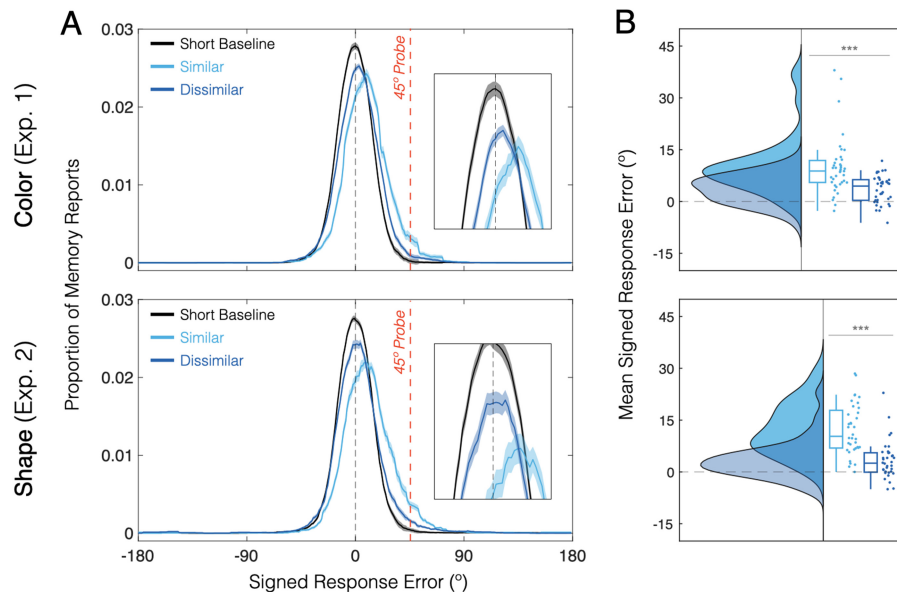 A
B
Color (Exp. 1)
Shape (Exp. 2)
Proportion of Memory Reports
0.03
0.02
0.01
0
Short Baseline
Similar
Dissimilar
45º Probe
0.03
0.02
0.01
0
Short Baseline
Similar
Dissimilar
45º Probe
-180
-90
0
90
180
Signed Response Error (º)
Mean Signed Response Error (º)
45
30
15
0
-15
***
45
30
15
0
-15
***